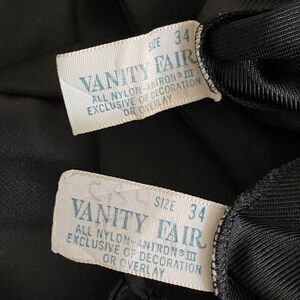 SIZE 34
VANITY FAIR
ALL NYLON-ANTRON® III
EXCLUSIVE OF DECORATION
OR OVERLAY
SIZE 34
VANITY FAIR
ALL NYLON-ANTRON® III
EXCLUSIVE OF DECORATION
OR OVERLAY